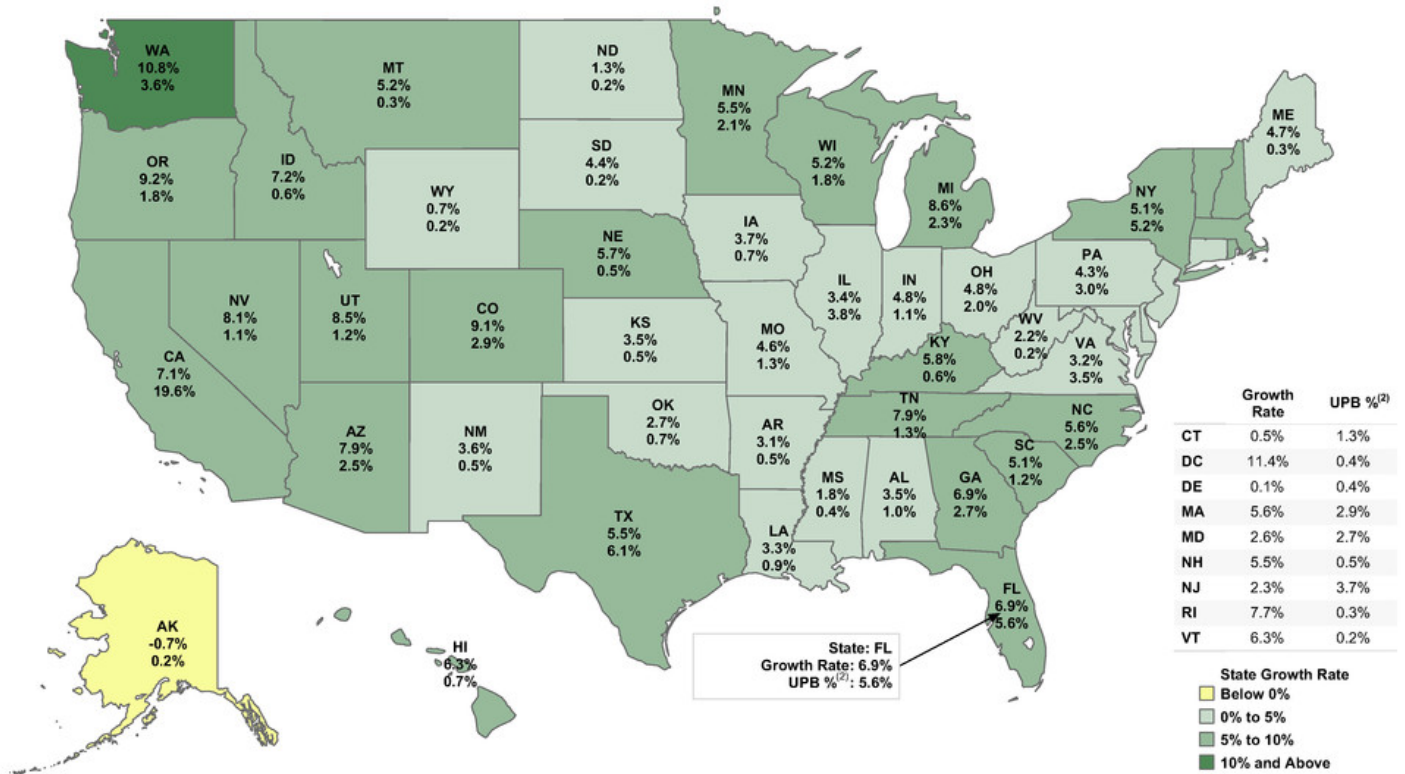 WA
10.8%
3.6%
MT
5.2%
0.3%
ND
1.3%
0.2%
MN
5.5%
2.1%
ME
4.7%
0.3%
OR
9.2%
1.8%
ID
7.2%
0.6%
WY
0.7%
0.2%
SD
4.4%
0.2%
WI
5.2%
1.8%
MI
8.6%
2.3%
NY
5.1%
5.2%
NE
5.7%
0.5%
IA
3.7%
0.7%
PA
4.3%
3.0%
NV
8.1%
1.1%
UT
8.5%
1.2%
CO
9.1%
2.9%
IL
3.4%
3.8%
IN
4.8%
1.1%
OH
4.8%
2.0%
WV
2.2%
0.2%
VA
3.2%
3.5%
CA
7.1%
19.6%
KS
3.5%
0.5%
MO
4.6%
1.3%
KY
5.8%
0.6%
AZ
7.9%
2.5%
NM
3.6%
0.5%
OK
2.7%
0.7%
AR
3.1%
0.5%
TN
7.9%
1.3%
NC
5.6%
2.5%
SC
5.1%
1.2%
TX
5.5%
6.1%
LA
3.3%
0.9%
MS
1.8%
0.4%
AL
3.5%
1.0%
GA
6.9%
2.7%
FL
6.9%
5.6%
AK
-0.7%
0.2%
HI
6.3%
0.7%
State: FL
Growth Rate: 6.9%
UPB %(2): 5.6%
Growth Rate UPB %(2)
CT 0.5% 1.3%
DC 11.4% 0.4%
DE 0.1% 0.4%
MA 5.6% 2.9%
MD 2.6% 2.7%
NH 5.5% 0.5%
NJ 2.3% 3.7%
RI 7.7% 0.3%
VT 6.3% 0.2%
State Growth Rate
Below 0%
0% to 5%
5% to 10%
10% and Above